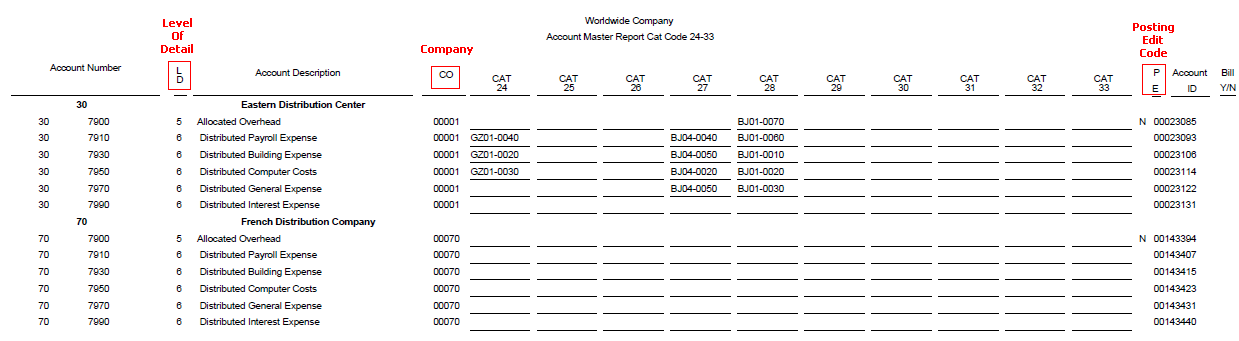 Worldwide Company
Account Master Report Cat Code 24-33
Level Of Detail
Company
Posting Edit Code
Account Number L D Account Description CO CAT 24 CAT 25 CAT 26 CAT 27 CAT 28 CAT 29 CAT 30 CAT 31 CAT 32 CAT 33 P E Account ID Bill Y/N
30 Eastern Distribution Center
30 7900 5 Allocated Overhead 00001 BJ01-0070 N 00023085
30 7910 6 Distributed Payroll Expense 00001 GZ01-0040 BJ04-0040 BJ01-0060 00023093
30 7930 6 Distributed Building Expense 00001 GZ01-0020 BJ04-0050 BJ01-0010 00023106
30 7950 6 Distributed Computer Costs 00001 GZ01-0030 BJ04-0020 BJ01-0020 00023114
30 7970 6 Distributed General Expense 00001 BJ04-0050 BJ01-0030 00023122
30 7990 6 Distributed Interest Expense 00001 00023131
70 French Distribution Company
70 7900 5 Allocated Overhead 00070 N 00143394
70 7910 6 Distributed Payroll Expense 00070 00143407
70 7930 6 Distributed Building Expense 00070 00143415
70 7950 6 Distributed Computer Costs 00070 00143423
70 7970 6 Distributed General Expense 00070 00143431
70 7990 6 Distributed Interest Expense 00070 00143440